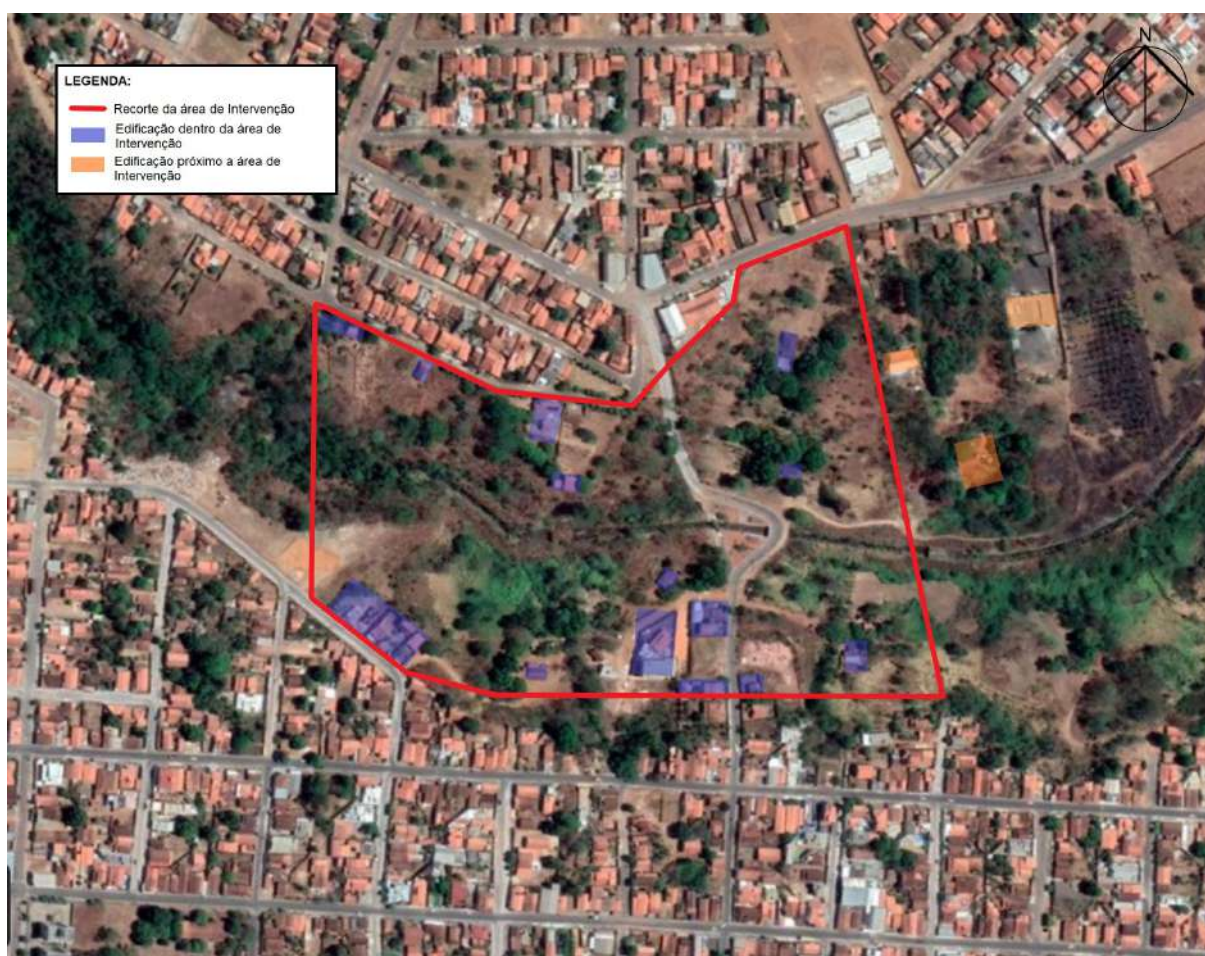 N
LEGENDA:
Recorte da área de Intervenção
Edificação dentro da área de
Intervenção
Edificação próximo a área de
Intervenção